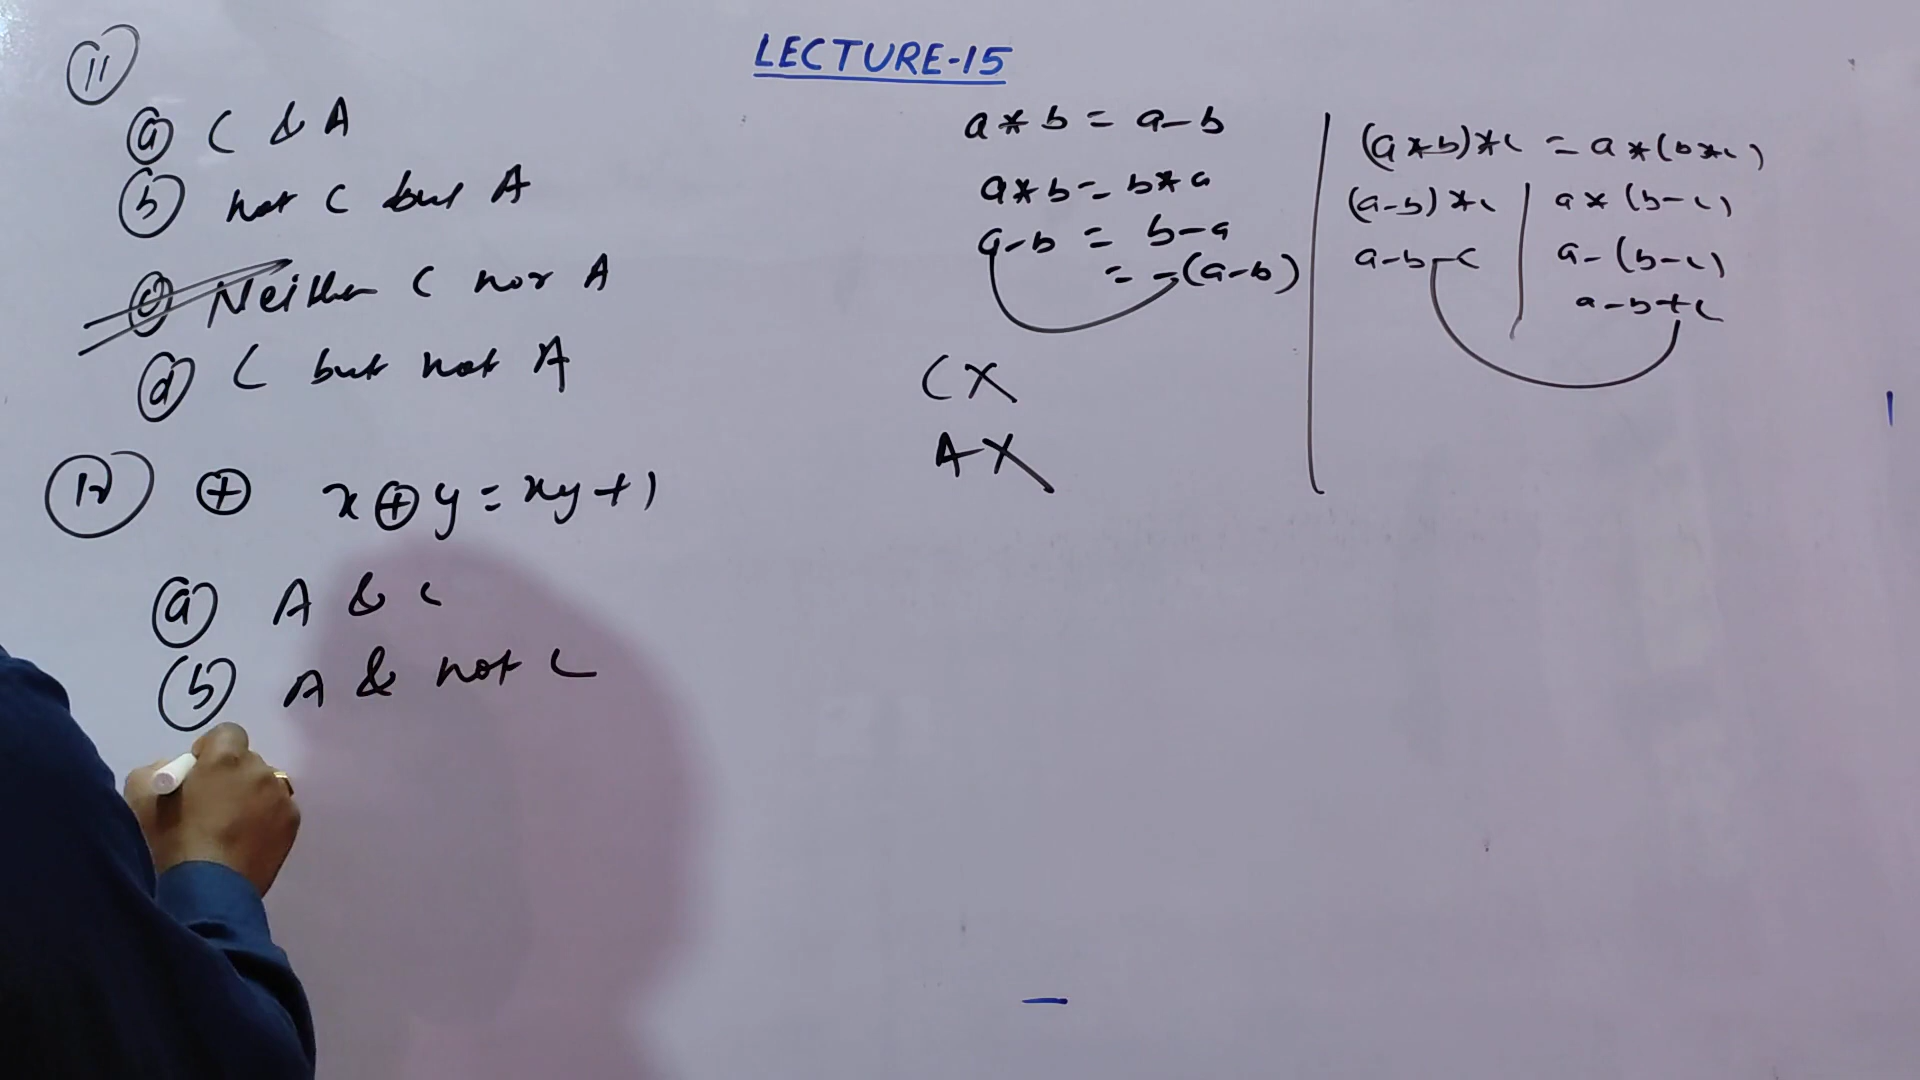 LECTURE-15
11
(a) C & A
(b) not C but A
(c) Neither C nor A
(d) C but not A
a * b = a - b
a * b = b * a
a - b = b - a
= -(a - b)
C X
A X
(a * b) * c = a * (b * c)
(a - b) * c | a * (b - c)
a - b - c | a - (b - c)
a - b + c
12 ⊕ x ⊕ y = xy + 1
(a) A & C
(b) A & not C